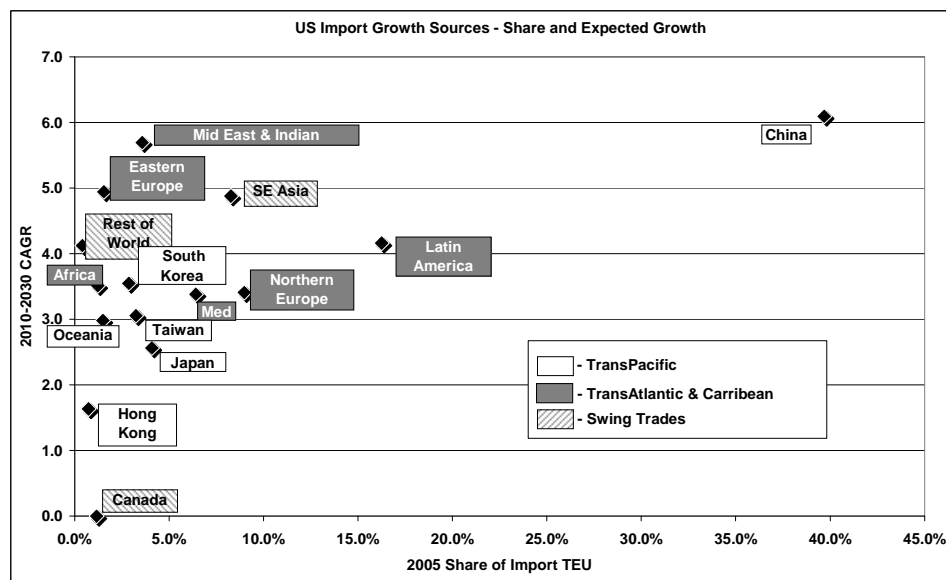 US Import Growth Sources - Share and Expected Growth
7.0
6.0
5.0
4.0
3.0
2.0
1.0
0.0
2010-2030 CAGR
Mid East & Indian
China
Eastern
Europe
SE Asia
Rest of
World
South
Korea
Latin
America
Africa
Northern
Europe
Med
Oceania
Taiwan
Japan
Hong
Kong
Canada
- TransPacific
- TransAtlantic & Carribean
- Swing Trades
0.0% 5.0% 10.0% 15.0% 20.0% 25.0% 30.0% 35.0% 40.0% 45.0%
2005 Share of Import TEU